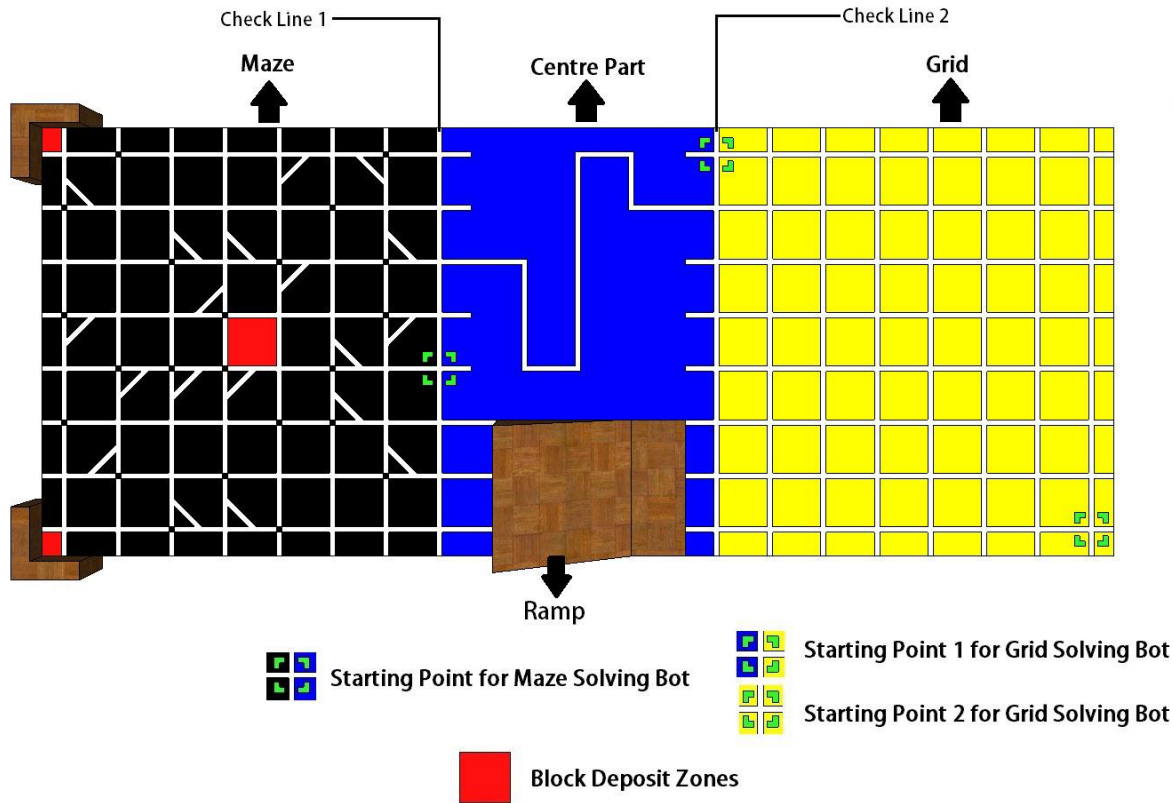 Check Line 1
Check Line 2
Maze
Centre Part
Grid
Ramp
Starting Point for Maze Solving Bot
Starting Point 1 for Grid Solving Bot
Starting Point 2 for Grid Solving Bot
Block Deposit Zones